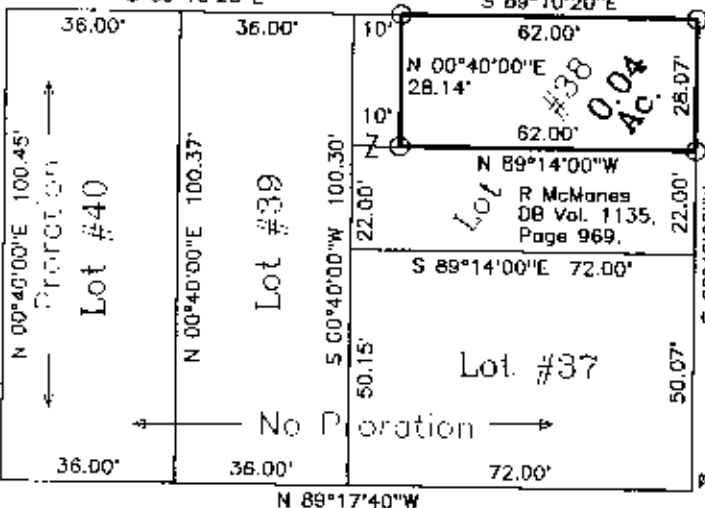 S 89°10'20"E
36.00'
36.00'
10'
62.00'
N 00°40'00"E
28.14'
#38
0.04
Ac.
28.07'
10'
62.00'
N 89°14'00"W
N 00°40'00"E 100.45'
Proration
Lot #40
N 00°40'00"E 100.37'
Lot #39
S 00°40'00"W 100.30'
22.00'
Lot
R McManes
DB Vol. 1135,
Page 969.
22.00'
S 89°14'00"E 72.00'
50.15'
Lot #37
50.07'
No Proration
36.00'
36.00'
72.00'
N 89°17'40"W